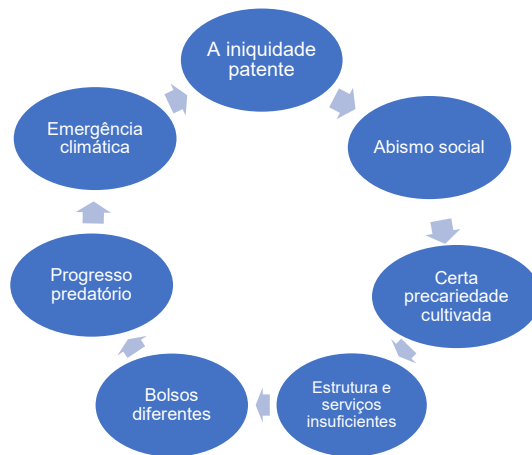 A iniquidade
patente
Abismo social
Certa
precariedade
cultivada
Estrutura e
serviços
insuficientes
Bolsos
diferentes
Progresso
predatório
Emergência
climática